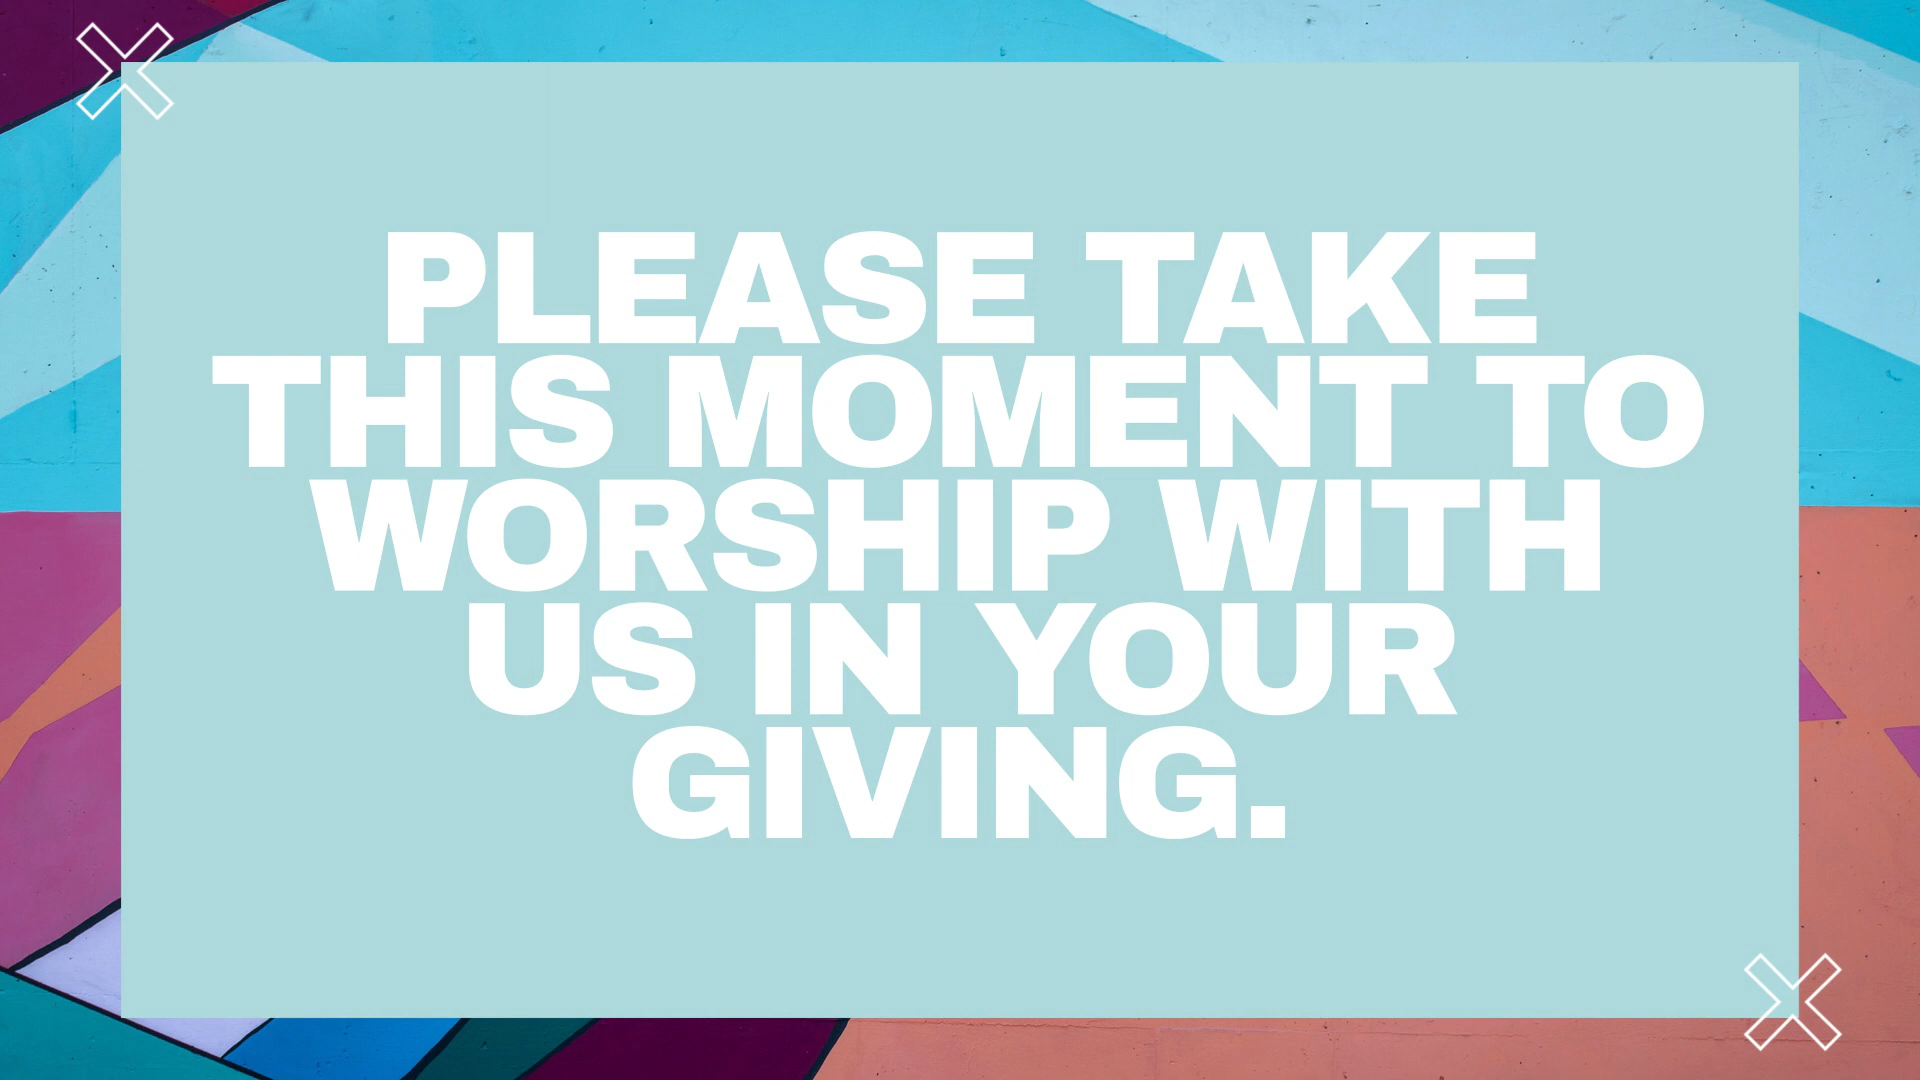 PLEASE TAKE
THIS MOMENT TO
WORSHIP WITH
US IN YOUR
GIVING.